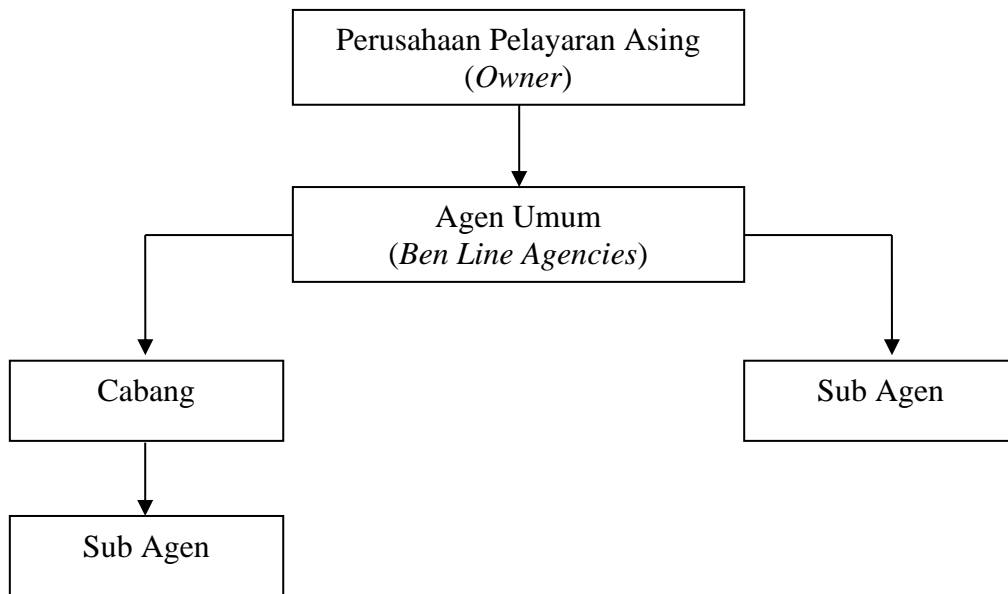 Perusahaan Pelayaran Asing
(Owner)
Agen Umum
(Ben Line Agencies)
Cabang
Sub Agen
Sub Agen